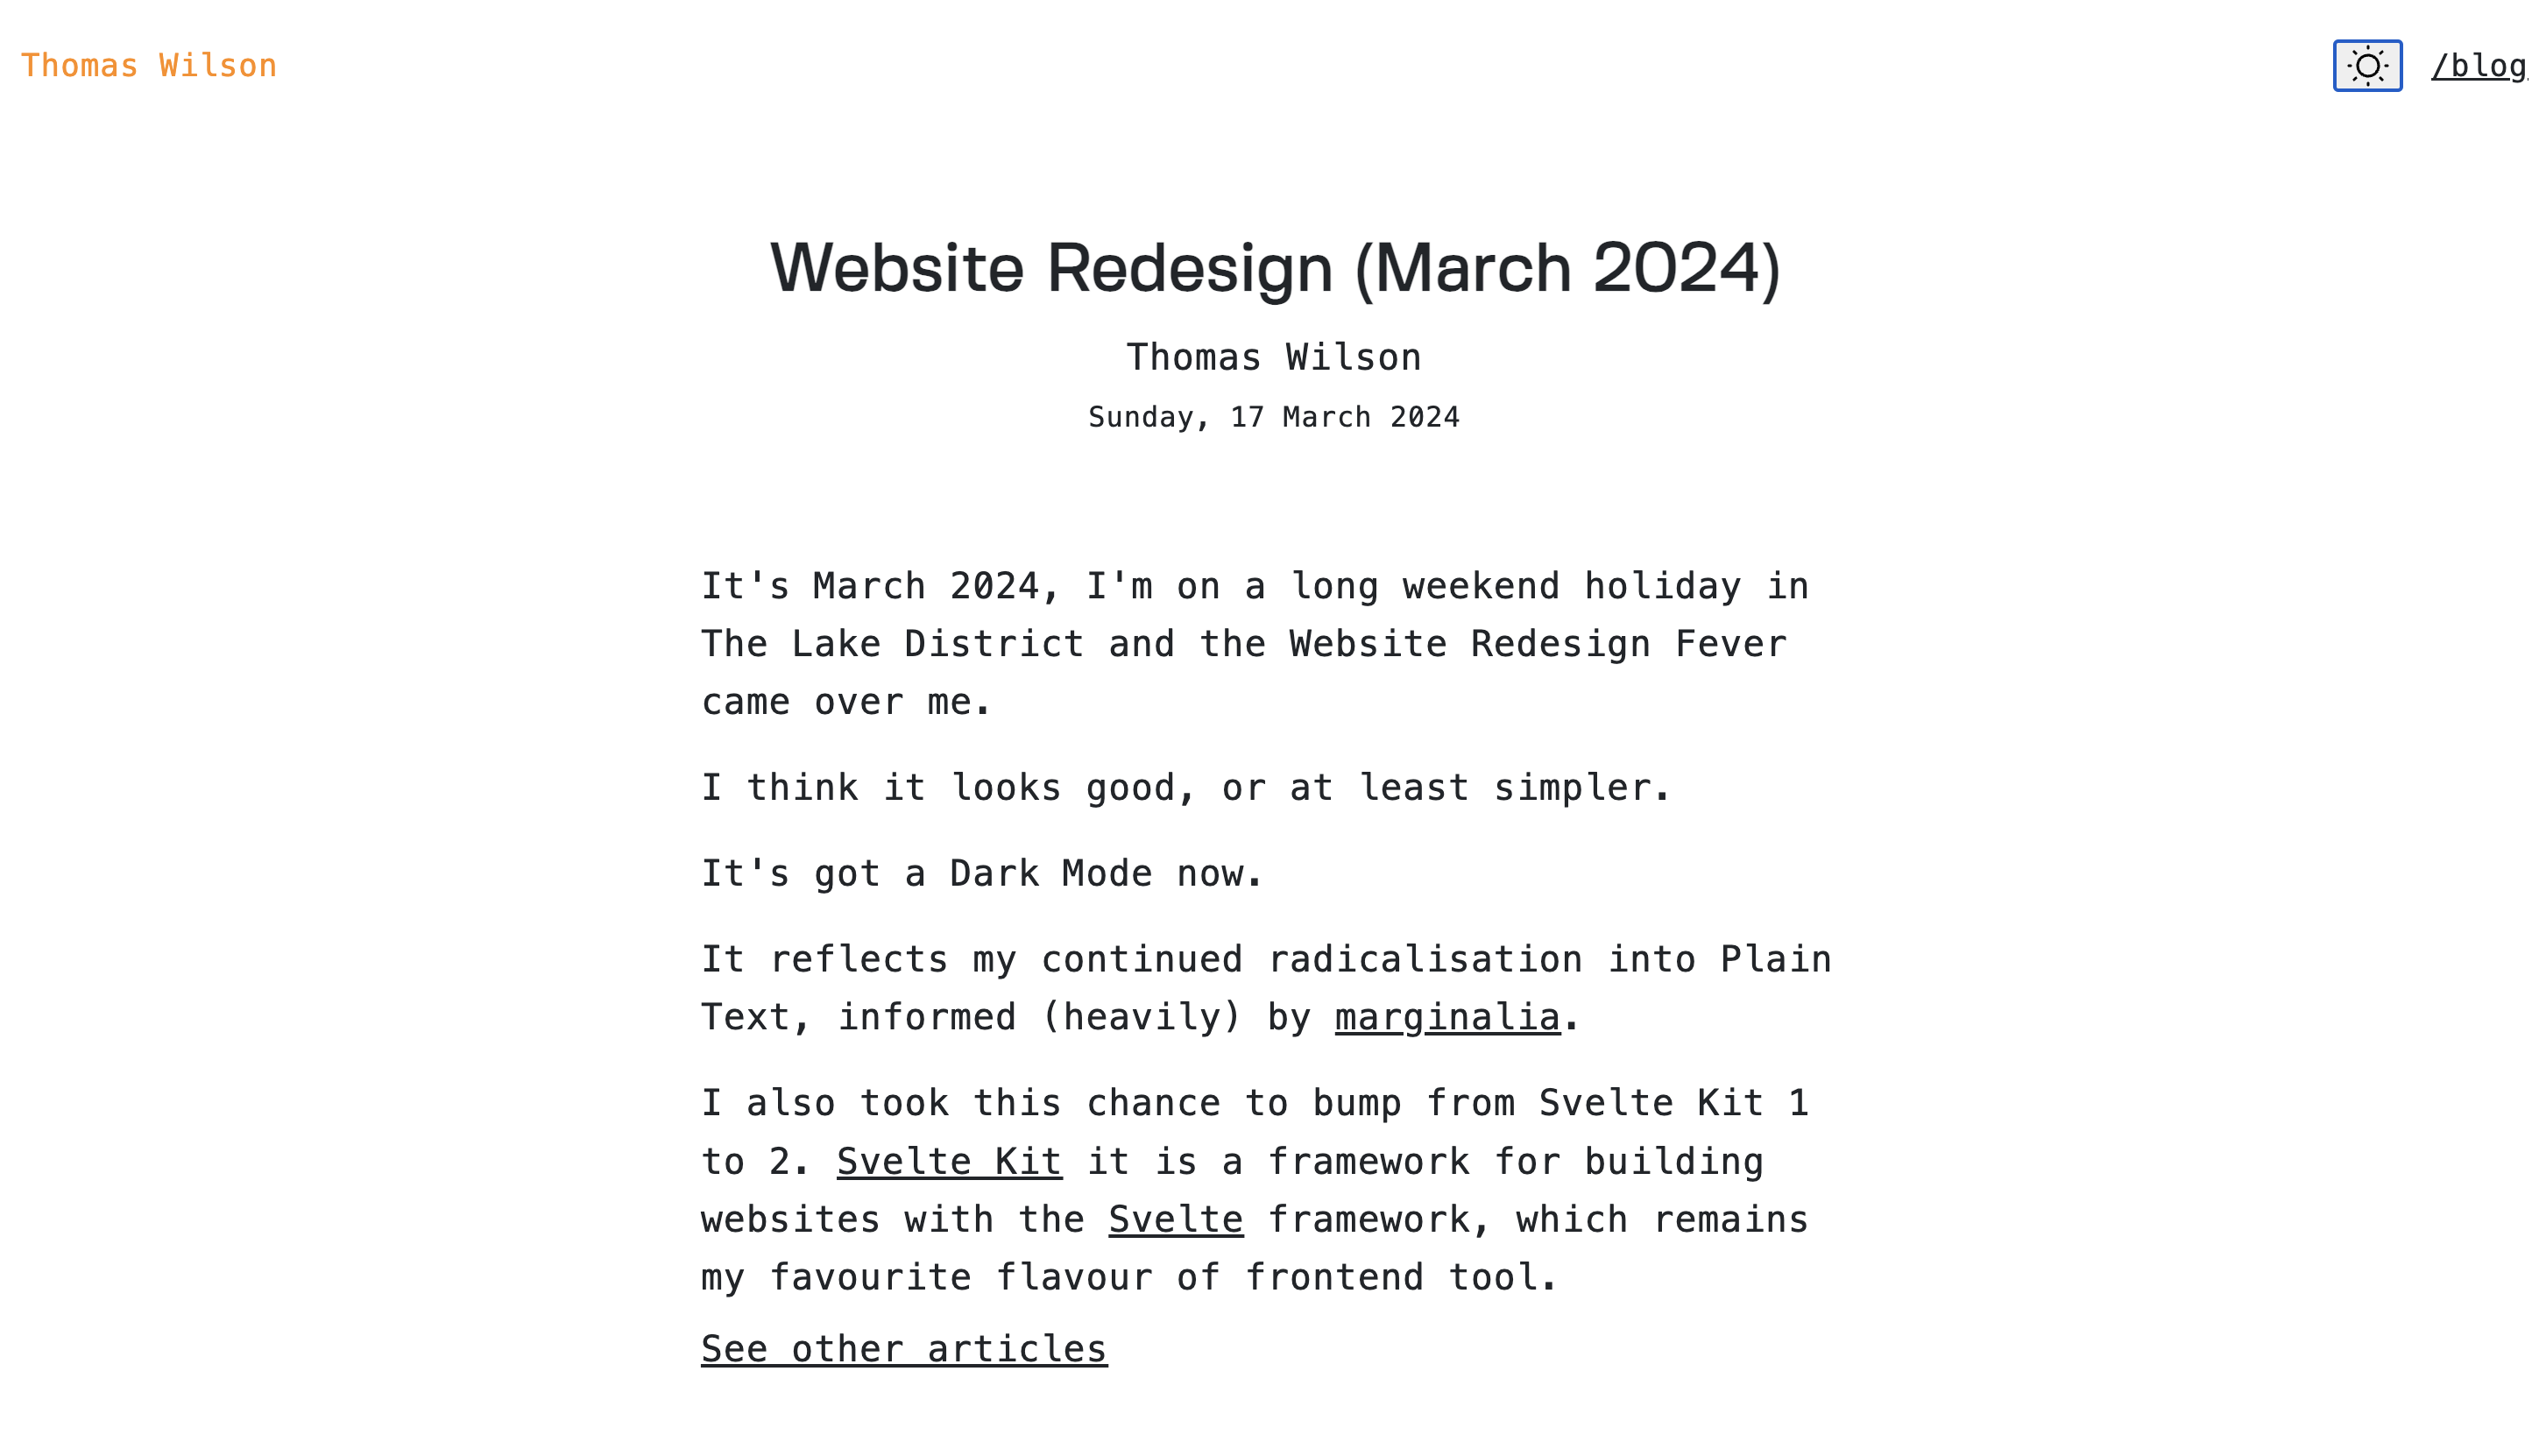 Thomas Wilson
/blog
Website Redesign (March 2024)
Thomas Wilson
Sunday, 17 March 2024
It's March 2024, I'm on a long weekend holiday in
The Lake District and the Website Redesign Fever
came over me.
I think it looks good, or at least simpler.
It's got a Dark Mode now.
It reflects my continued radicalisation into Plain
Text, informed (heavily) by marginalia.
I also took this chance to bump from Svelte Kit 1
to 2. Svelte Kit it is a framework for building
websites with the Svelte framework, which remains
my favourite flavour of frontend tool.
See other articles